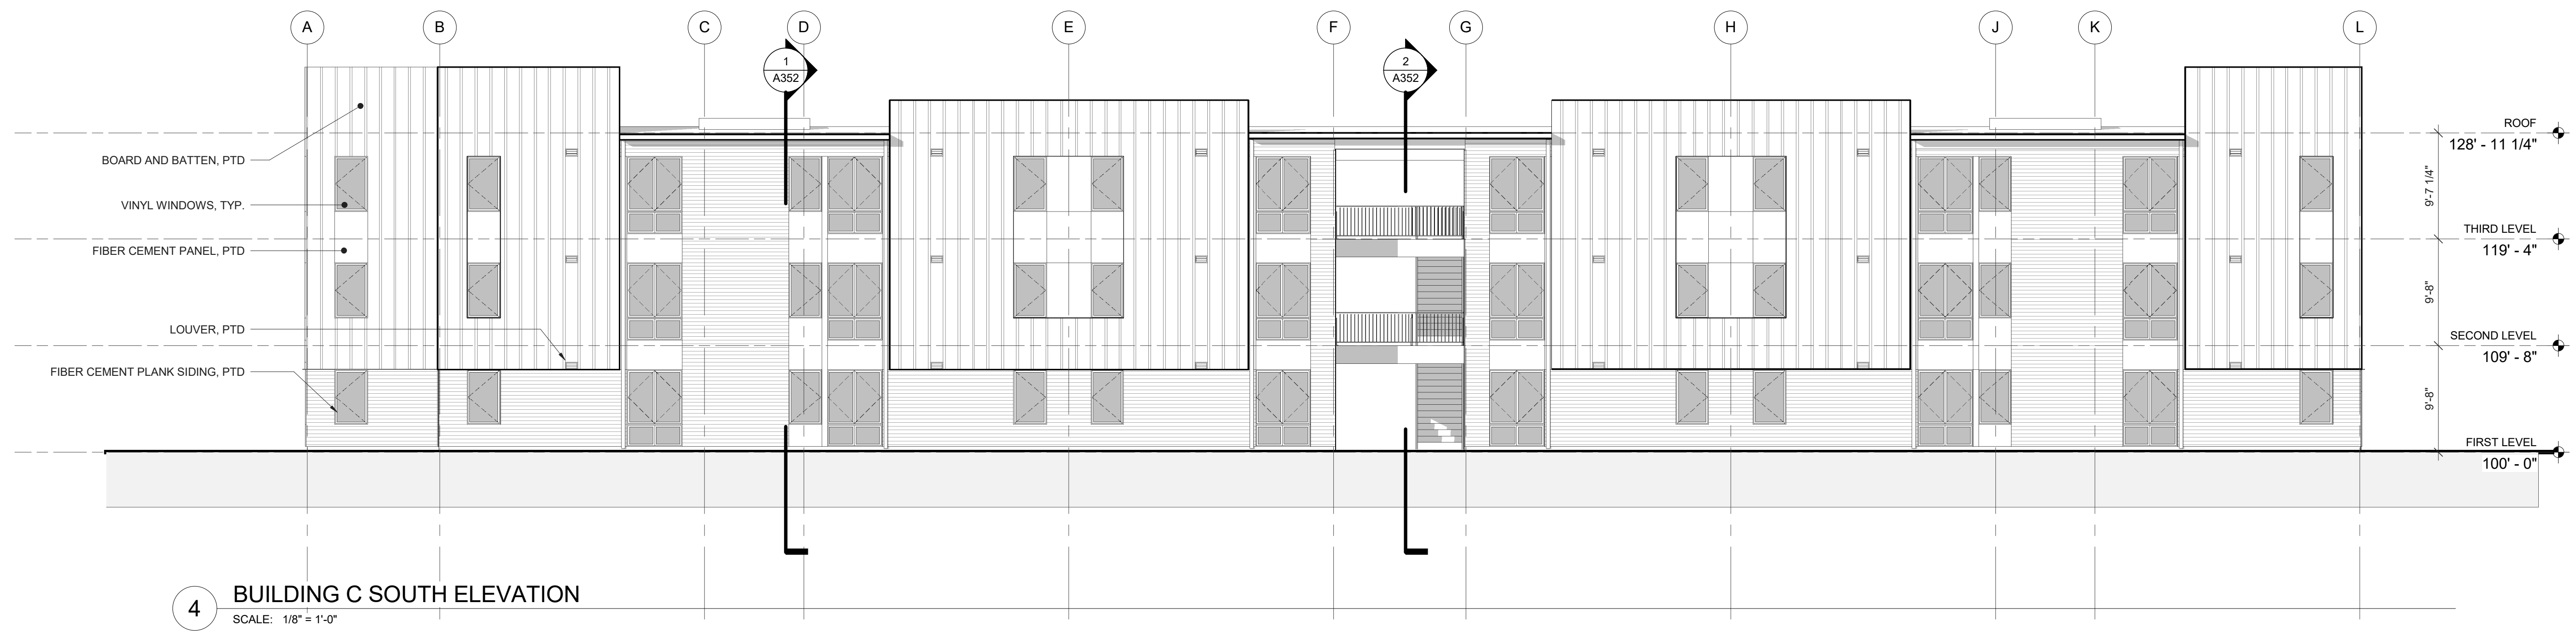 A B C D E F G H J K L
1
A352
2
A352
BOARD AND BATTEN, PTD
VINYL WINDOWS, TYP.
FIBER CEMENT PANEL, PTD
LOUVER, PTD
FIBER CEMENT PLANK SIDING, PTD
ROOF
128' - 11 1/4"
9'-7 1/4"
THIRD LEVEL
119' - 4"
9'-8"
SECOND LEVEL
109' - 8"
9'-8"
FIRST LEVEL
100' - 0"
4
BUILDING C SOUTH ELEVATION
SCALE: 1/8" = 1'-0"